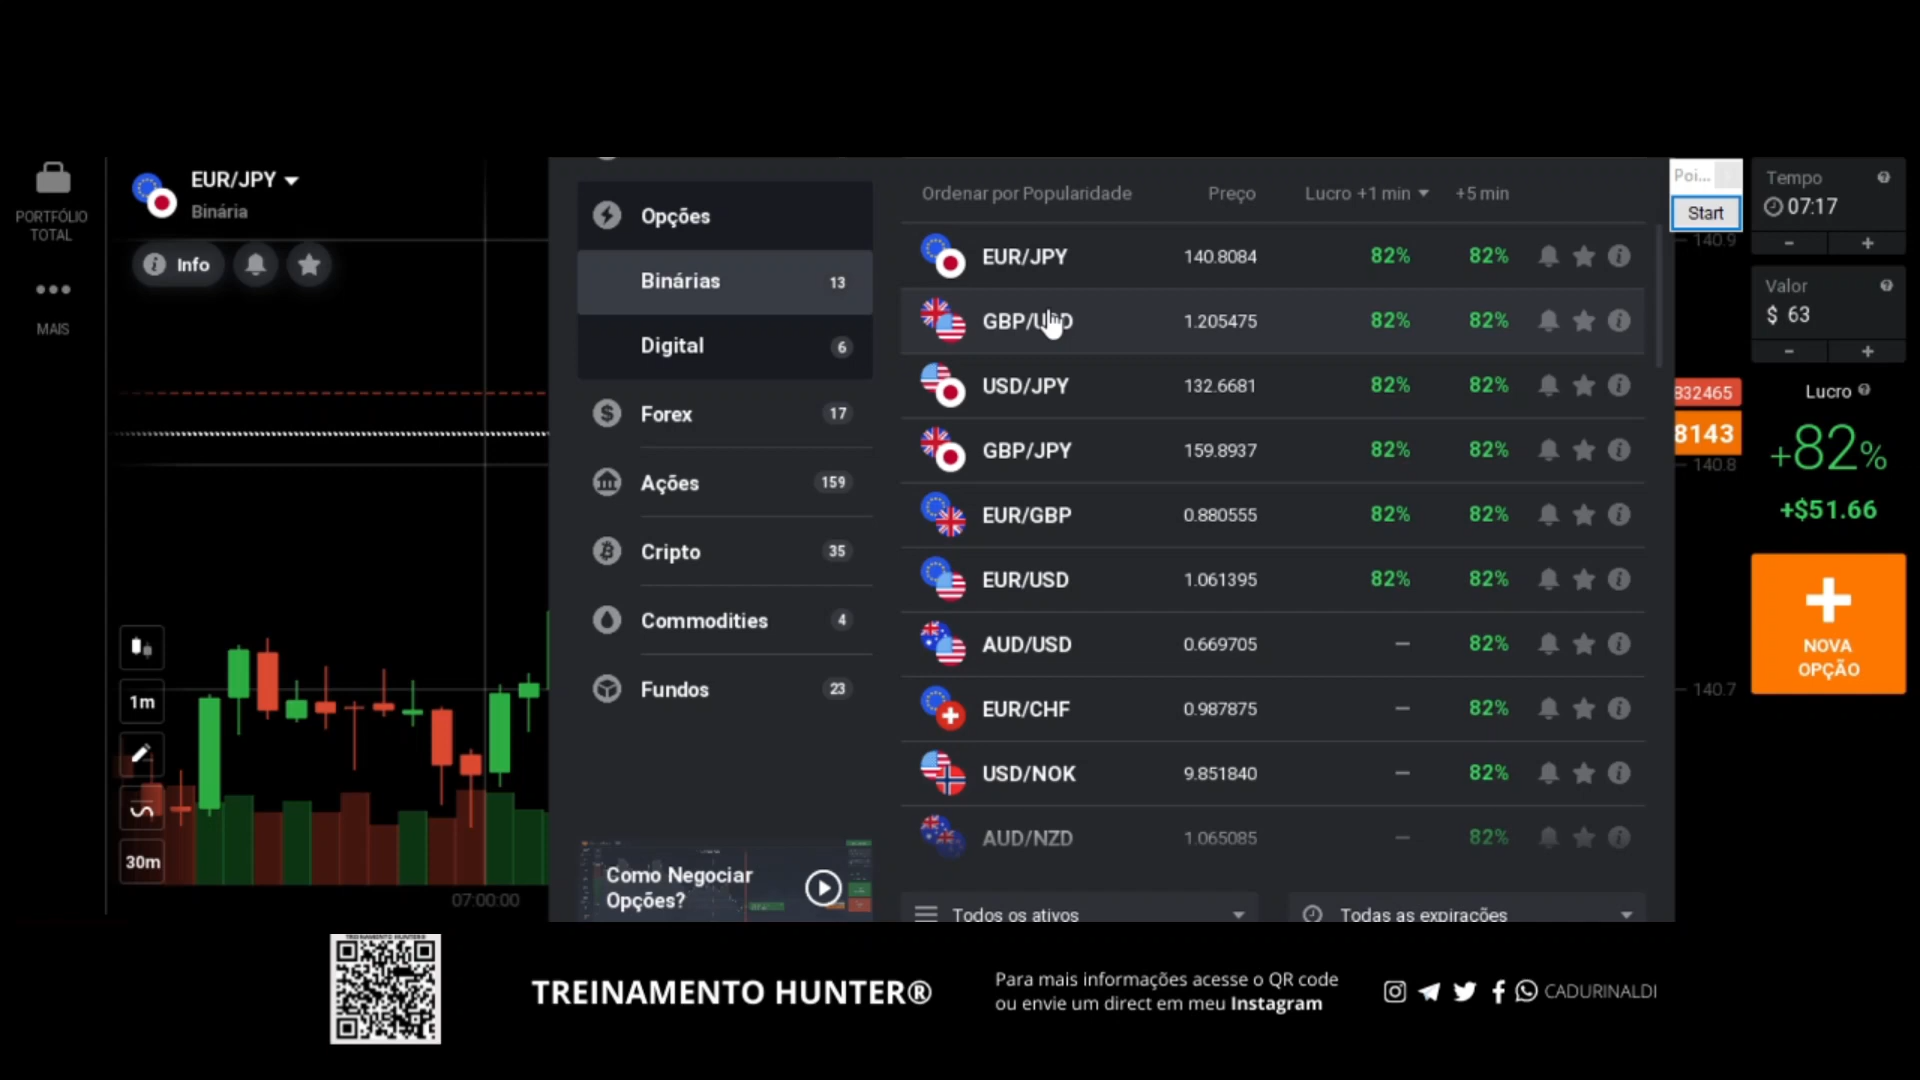 PORTFÓLIO
TOTAL
MAIS
EUR/JPY
Binária
Info
1m
30m
07:00:00
Opções
Binárias 13
Digital 6
Forex 17
Ações 159
Cripto 35
Commodities 4
Fundos 23
Como Negociar
Opções?
Ordenar por Popularidade Preço Lucro +1 min +5 min
EUR/JPY 140.8084 82% 82%
GBP/USD 1.205475 82% 82%
USD/JPY 132.6681 82% 82%
GBP/JPY 159.8937 82% 82%
EUR/GBP 0.880555 82% 82%
EUR/USD 1.061395 82% 82%
AUD/USD 0.669705 – 82%
EUR/CHF 0.987875 – 82%
USD/NOK 9.851840 – 82%
AUD/NZD 1.065085 – 82%
Todos os ativos
Todas as expirações
Poi...
Start
140.9
832465
8143
140.8
140.7
Tempo
07:17
- +
Valor
$ 63
- +
Lucro
+82%
+$51.66
NOVA
OPÇÃO
TREINAMENTO HUNTER®
Para mais informações acesse o QR code
ou envie um direct em meu Instagram
CADURINALDI